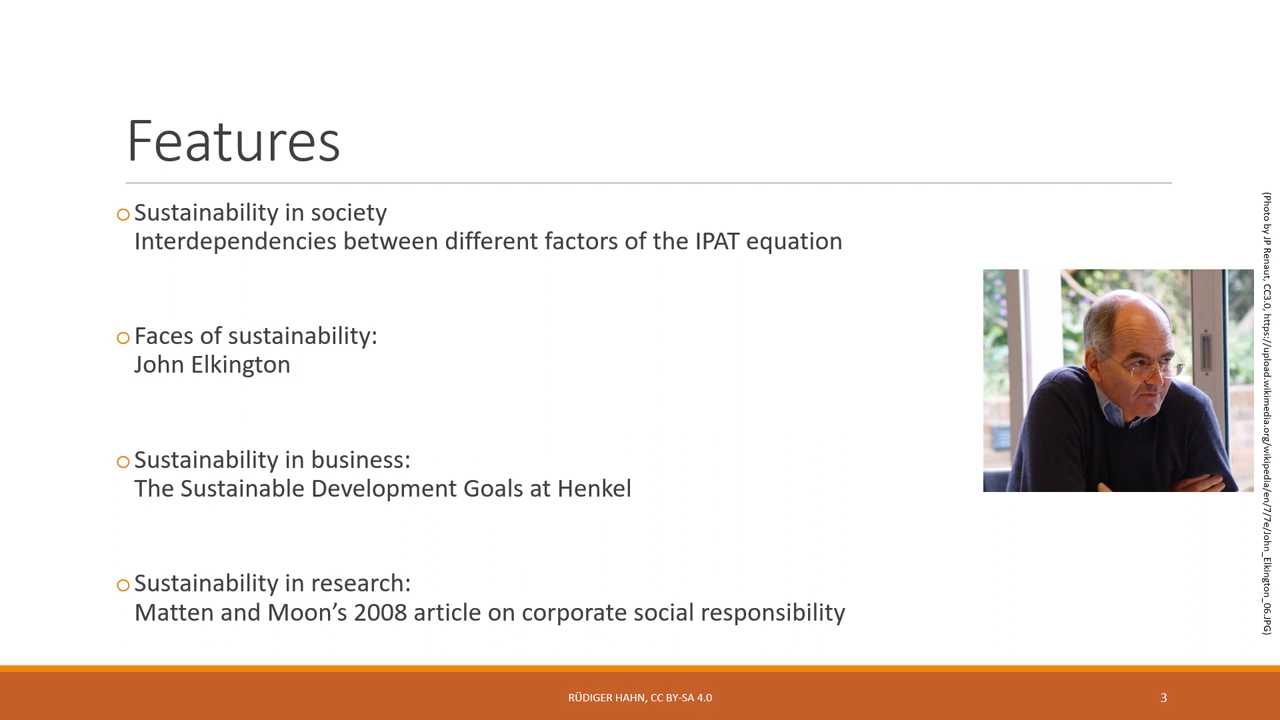 Features
Sustainability in society
Interdependencies between different factors of the IPAT equation
Faces of sustainability:
John Elkington
Sustainability in business:
The Sustainable Development Goals at Henkel
Sustainability in research:
Matten and Moon’s 2008 article on corporate social responsibility
(Photo by JP Renaut, CC3.0, https://upload.wikimedia.org/wikipedia/en/7/7e/John_Elkington_06.JPG)
RÜDIGER HAHN, CC BY-SA 4.0
3